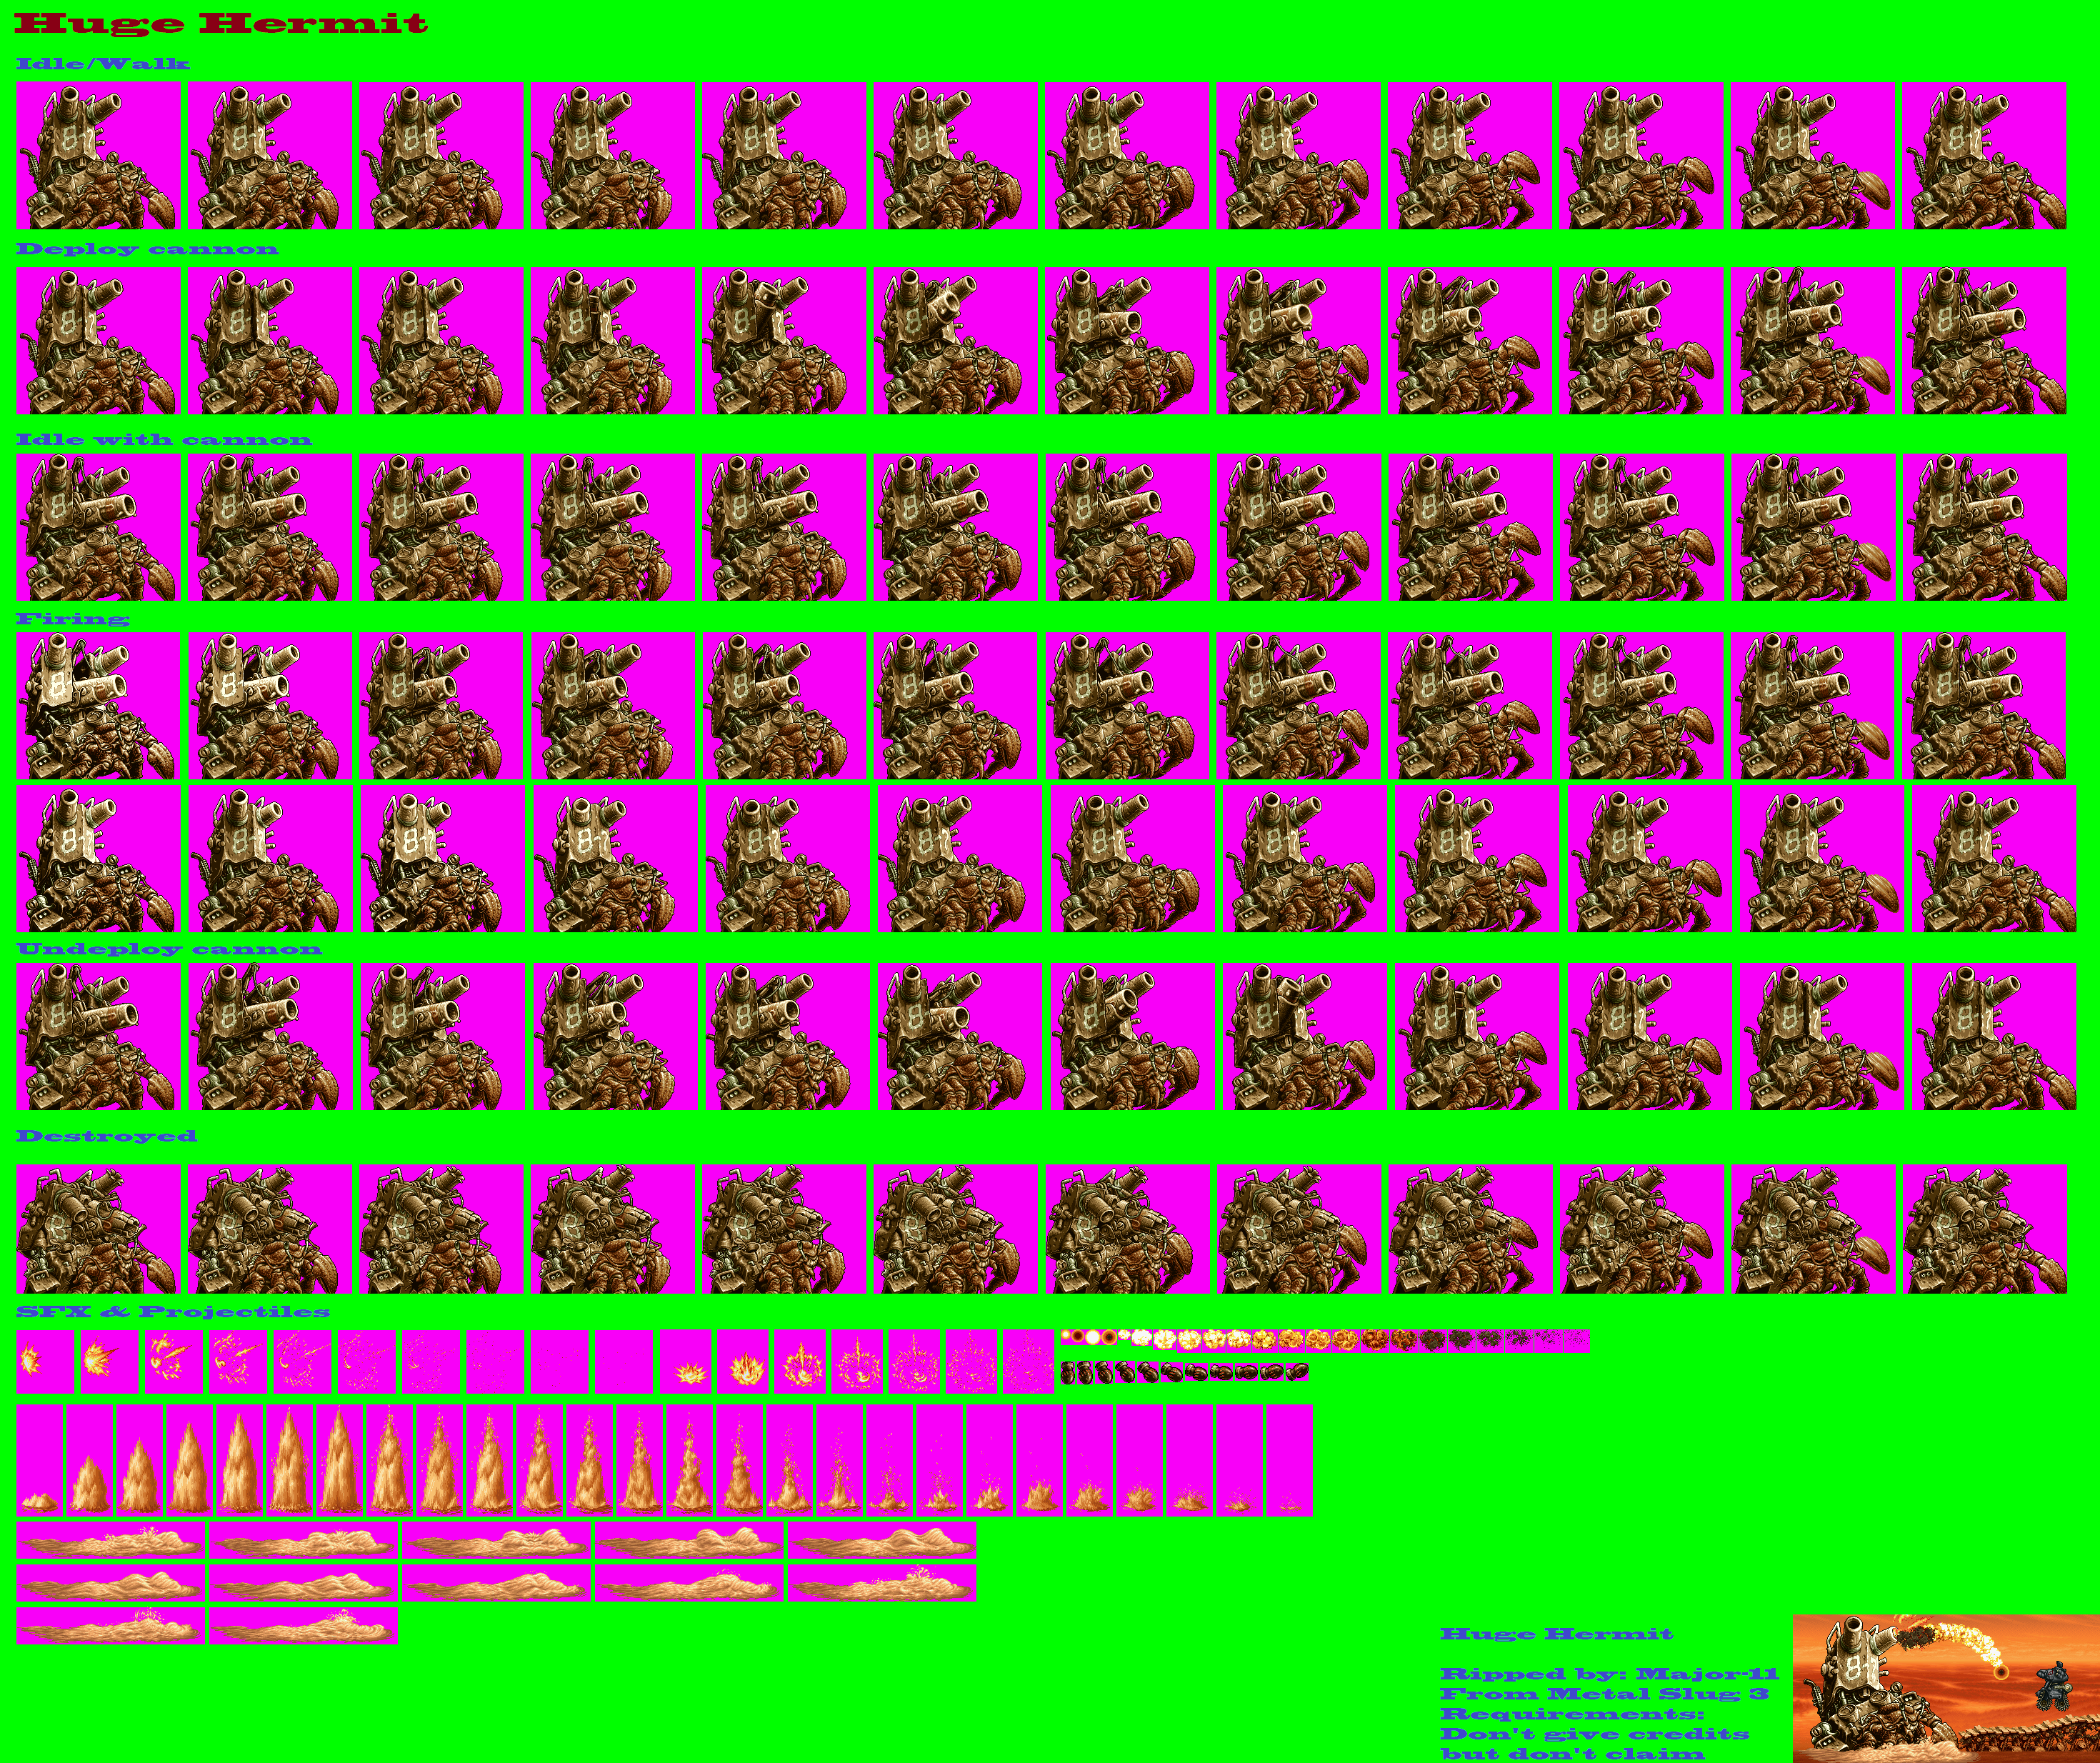 Huge Hermit
Idle/Walk
Deploy cannon
Idle with cannon
Firing
Undeploy cannon
Destroyed
SFX & Projectiles
Huge Hermit
Ripped by: Major-11
From Metal Slug 3
Requirements:
Don't give credits
but don't claim